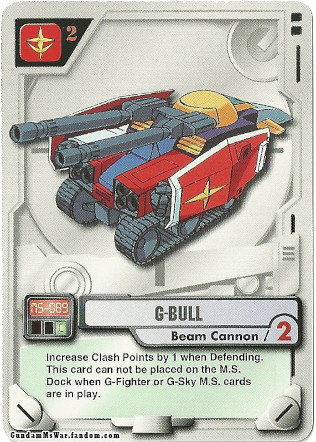 2
MS-089
C
G-BULL
Beam Cannon / 2
Increase Clash Points by 1 when Defending.
This card can not be placed on the M.S.
Dock when G-Fighter or G-Sky M.S. cards
are in play.
GundamMsWar.fandom.com